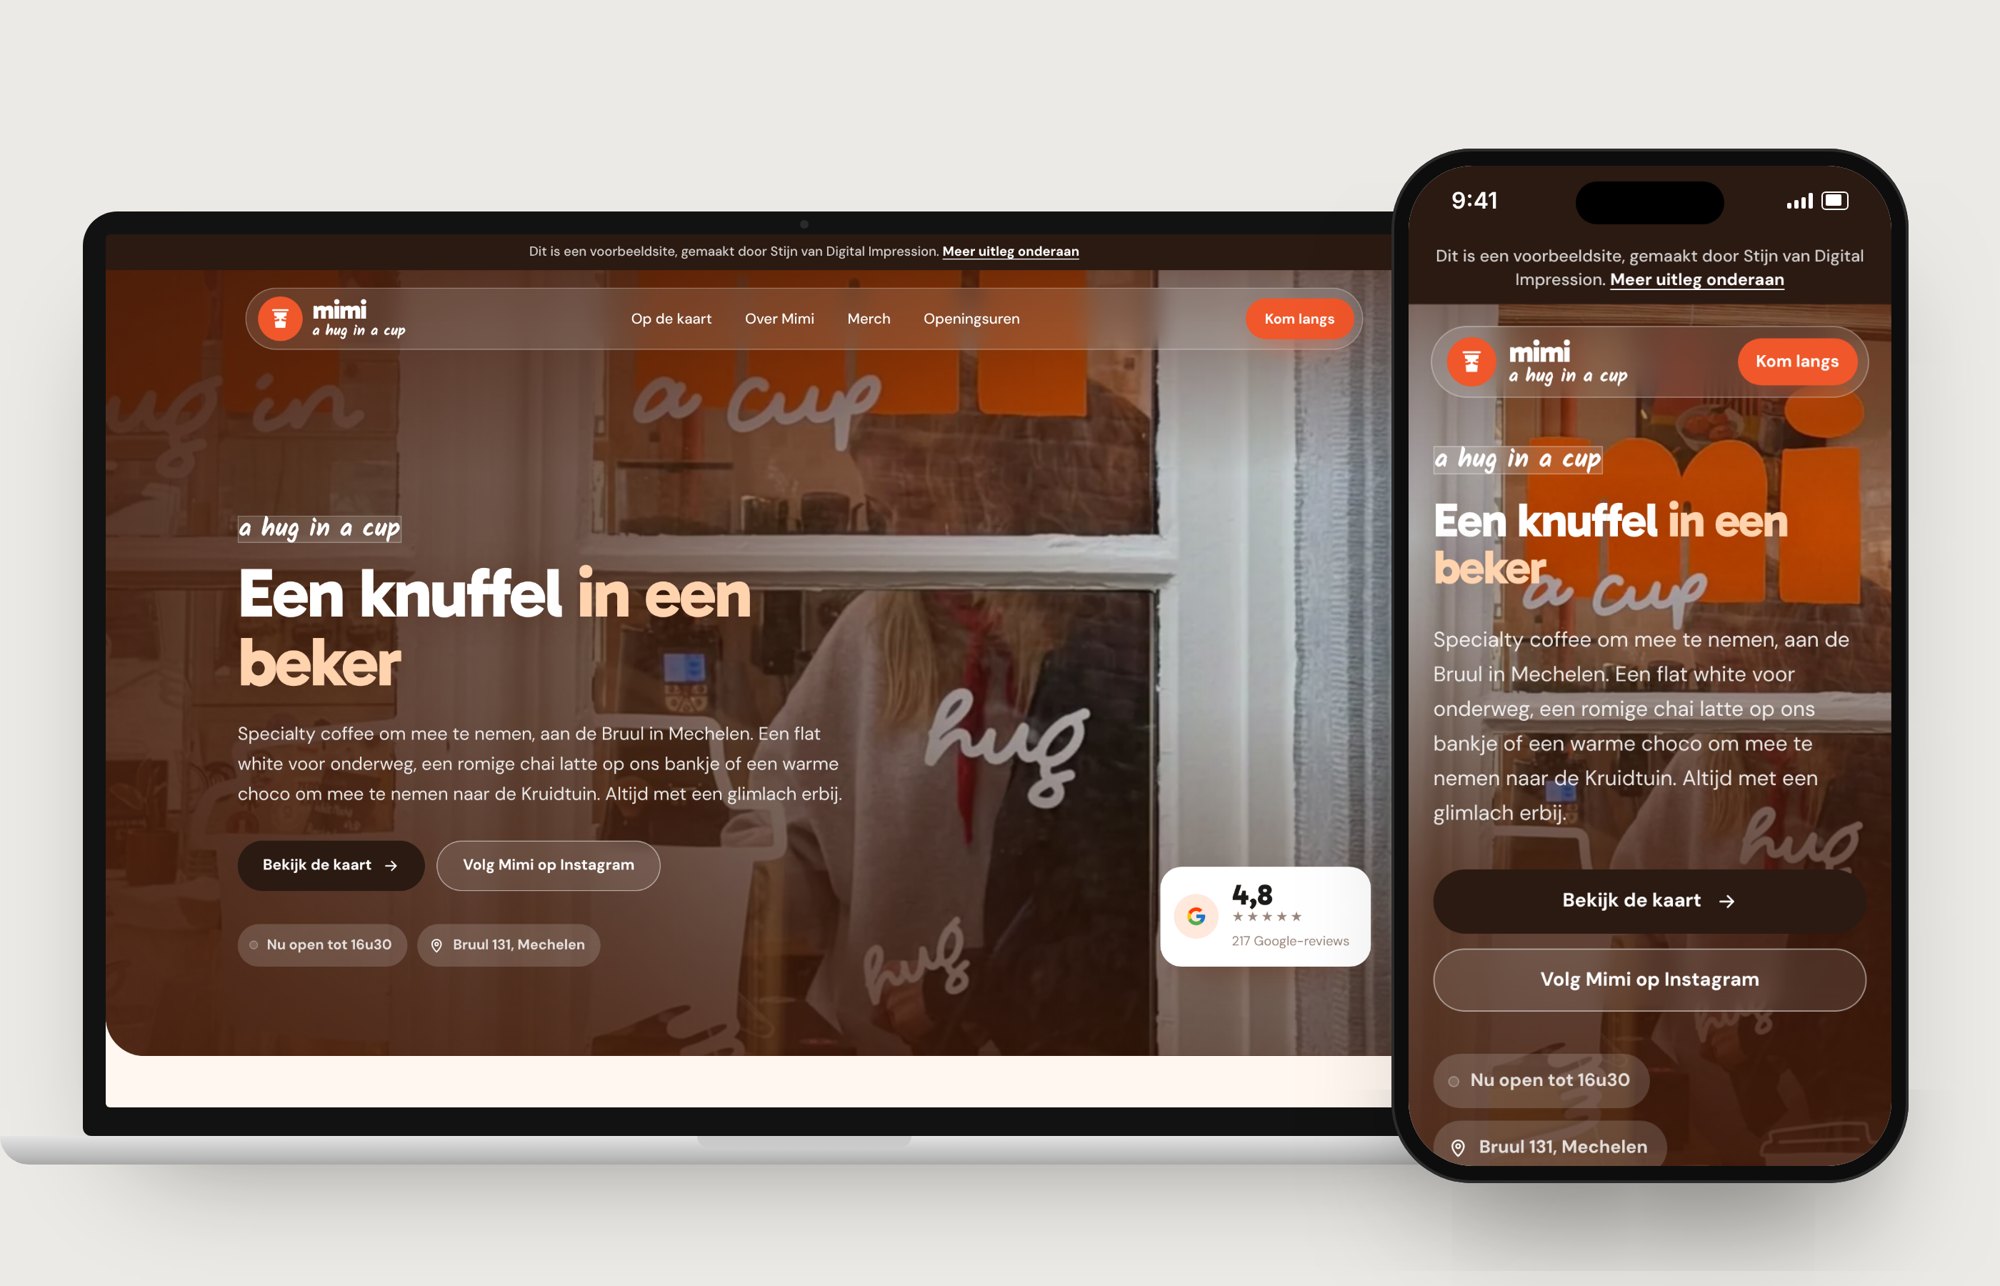 Dit is een voorbeeldsite, gemaakt door Stijn van Digital Impression. Meer uitleg onderaan
mimi
a hug in a cup
Op de kaart
Over Mimi
Merch
Openingsuren
Kom langs
ug in
a cup
a hug in a cup
Een knuffel in een
beker
Specialty coffee om mee te nemen, aan de Bruul in Mechelen. Een flat
white voor onderweg, een romige chai latte op ons bankje of een warme
choco om mee te nemen naar de Kruidtuin. Altijd met een glimlach erbij.
Bekijk de kaart →
Volg Mimi op Instagram
Nu open tot 16u30
Bruul 131, Mechelen
hug
hug
G
4,8
★★★★★
217 Google-reviews
9:41
Dit is een voorbeeldsite, gemaakt door Stijn van Digital
Impression. Meer uitleg onderaan
mimi
a hug in a cup
Kom langs
a hug in a cup
Een knuffel in een
beker
mi
a cup
Specialty coffee om mee te nemen, aan de
Bruul in Mechelen. Een flat white voor
onderweg, een romige chai latte op ons
bankje of een warme choco om mee te
nemen naar de Kruidtuin. Altijd met een
glimlach erbij.
hug
Bekijk de kaart →
Volg Mimi op Instagram
hug
Nu open tot 16u30
Bruul 131, Mechelen